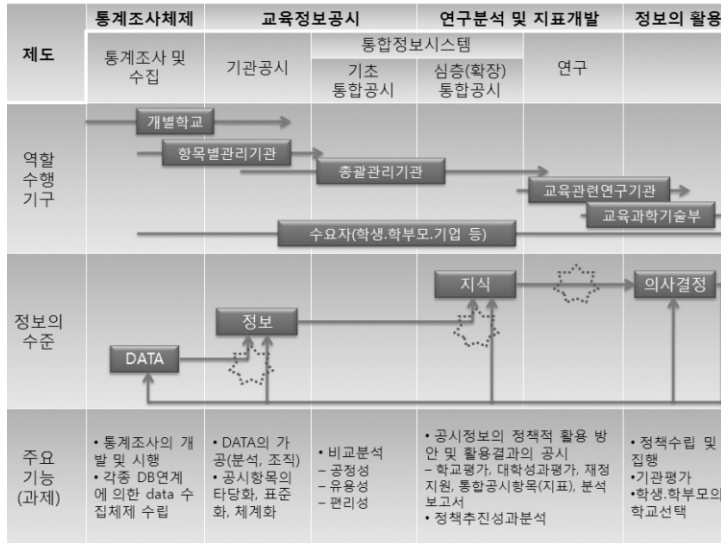 통계조사체제 교육정보공시 연구분석 및 지표개발 정보의 활용
제도
통계조사 및
수집
기관공시
통합정보시스템
기초
통합공시
심층(확장)
통합공시
연구
역할
수행
기구
개별학교
항목별관리기관
총괄관리기관
교육관련연구기관
교육과학기술부
수요자(학생.학부모.기업 등)
정보의
수준
지식
의사결정
정보
DATA
주요
기능
(과제)
• 통계조사의 개
발 및 시행
• 각종 DB연계
에 의한 data 수
집체제 수립
• DATA의 가
공(분석, 조직)
• 공시항목의
타당화, 표준
화, 체계화
• 비교분석
– 공정성
– 유용성
– 편리성
• 공시정보의 정책적 활용 방
안 및 활용결과의 공시
– 학교평가, 대학성과평가, 재정
지원, 통합공시항목(지표), 분석
보고서
• 정책추진성과분석
• 정책수립 및
집행
• 기관평가
•학생.학부모의
학교선택